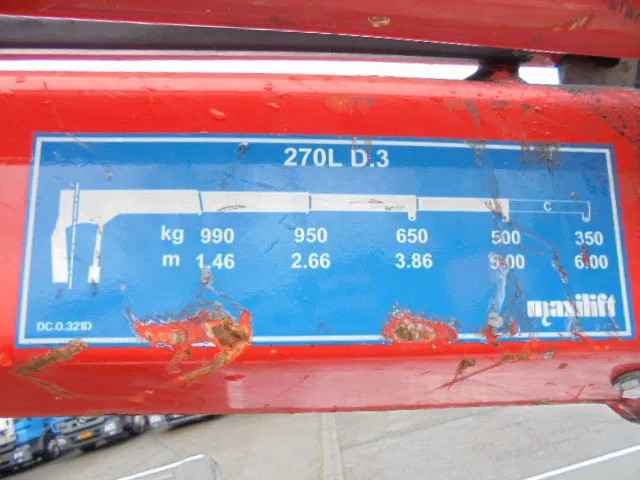 270L D.3
C
kg 990 950 650 500 350
m 1.46 2.66 3.86 5.00 6.00
maxilift
DC.0.321D